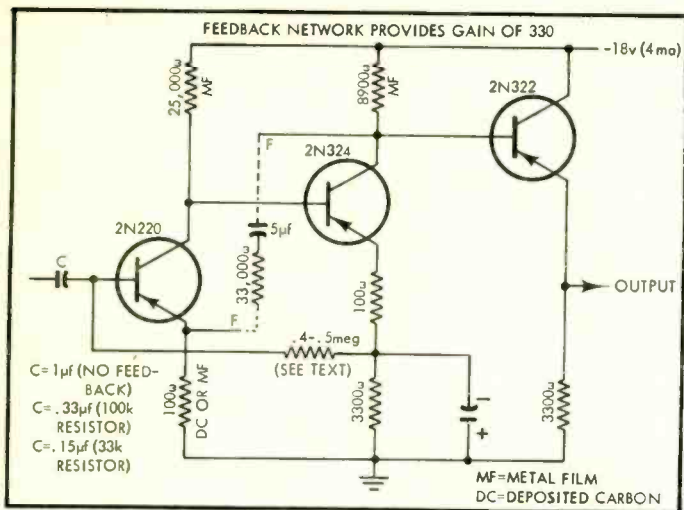 FEEDBACK NETWORK PROVIDES GAIN OF 330
-18v (4 ma)
25,000ω
MF
8900ω
MF
2N322
2N324
F
2N220
5μf
C
33,000ω
100ω
OUTPUT
F
.4-.5meg
(SEE TEXT)
C=1μf (NO FEED-
BACK)
C=.33μf (100k
RESISTOR)
C=.15μf (33k
RESISTOR)
100ω
DC OR MF
3300ω
-
+
3300ω
MF=METAL FILM
DC=DEPOSITED CARBON